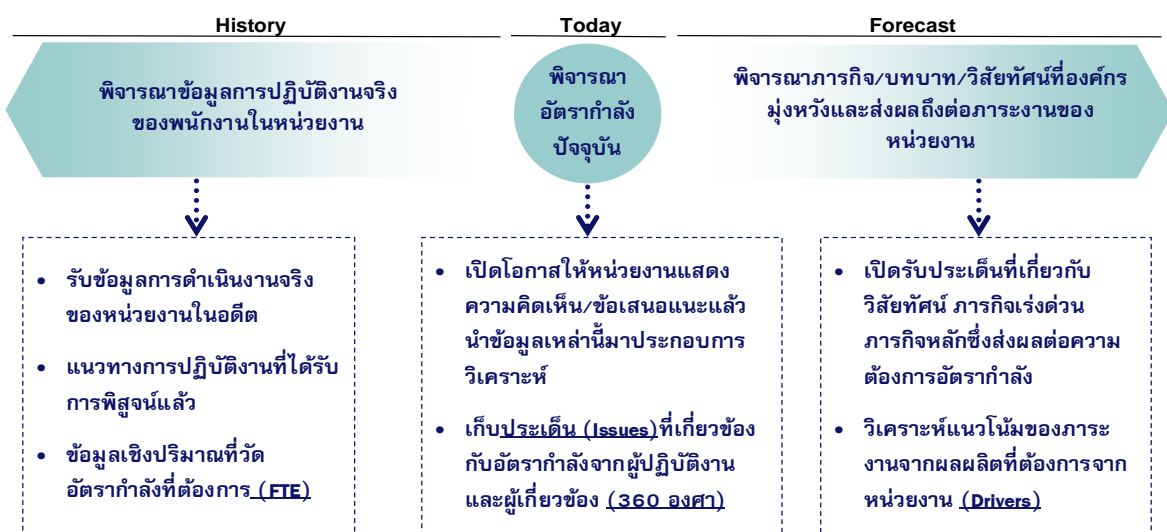 History
Today
Forecast
พิจารณาข้อมูลการปฏิบัติงานจริง
ของพนักงานในหน่วยงาน
พิจารณา
อัตรากำลัง
ปัจจุบัน
พิจารณาภารกิจ/บทบาท/วิสัยทัศน์ที่องค์กร
มุ่งหวังและส่งผลถึงต่อภาระงานของ
หน่วยงาน
• รับข้อมูลการดำเนินงานจริง
ของหน่วยงานในอดีต
• แนวทางการปฏิบัติงานที่ได้รับ
การพิสูจน์แล้ว
• ข้อมูลเชิงปริมาณที่วัด
อัตรากำลังที่ต้องการ (FTE)
• เปิดโอกาสให้หน่วยงานแสดง
ความคิดเห็น/ข้อเสนอแนะแล้ว
นำข้อมูลเหล่านี้มาประกอบการ
วิเคราะห์
• เก็บประเด็น (Issues)ที่เกี่ยวข้อง
กับอัตรากำลังจากผู้ปฏิบัติงาน
และผู้เกี่ยวข้อง (360 องศา)
• เปิดรับประเด็นที่เกี่ยวกับ
วิสัยทัศน์ ภารกิจเร่งด่วน
ภารกิจหลักซึ่งส่งผลต่อความ
ต้องการอัตรากำลัง
• วิเคราะห์แนวโน้มของภาระ
งานจากผลผลิตที่ต้องการจาก
หน่วยงาน (Drivers)